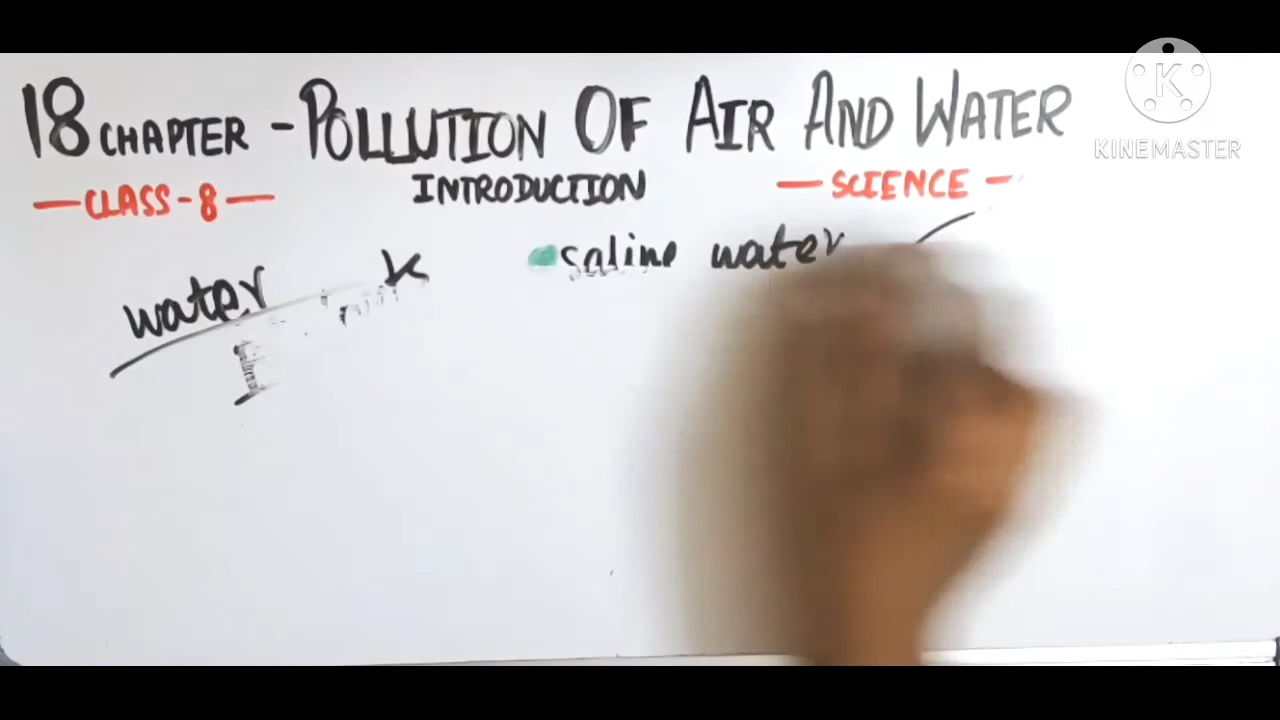 18 CHAPTER - POLLUTION OF AIR AND WATER
— CLASS-8 — INTRODUCTION — SCIENCE —
saline water
water
K
KINEMASTER